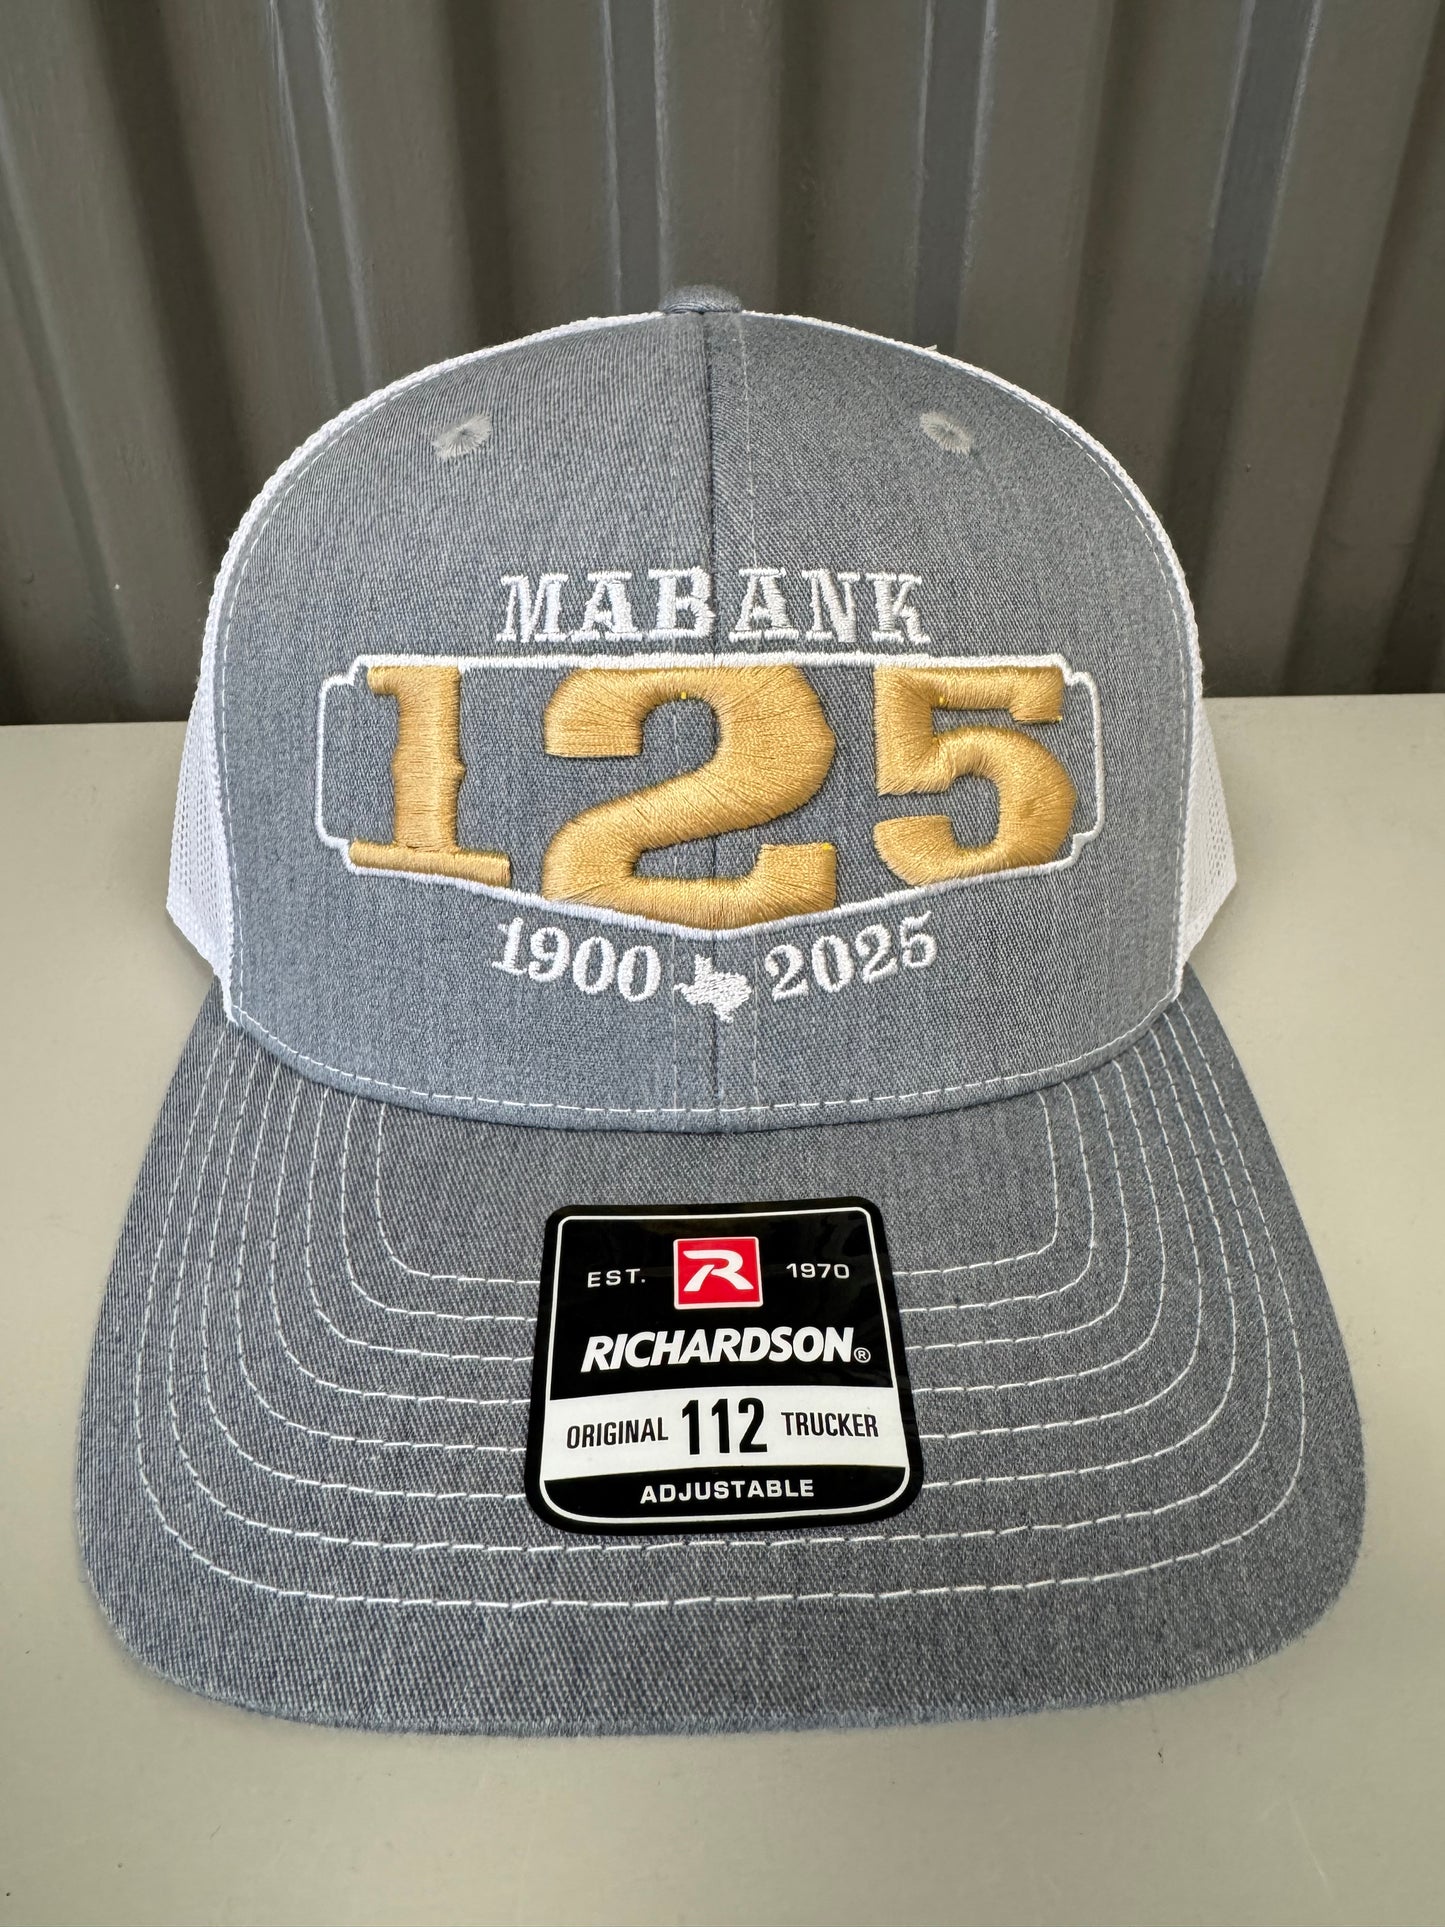 MABANK
125
1900 2025
EST. R 1970
RICHARDSON®
ORIGINAL 112 TRUCKER
ADJUSTABLE